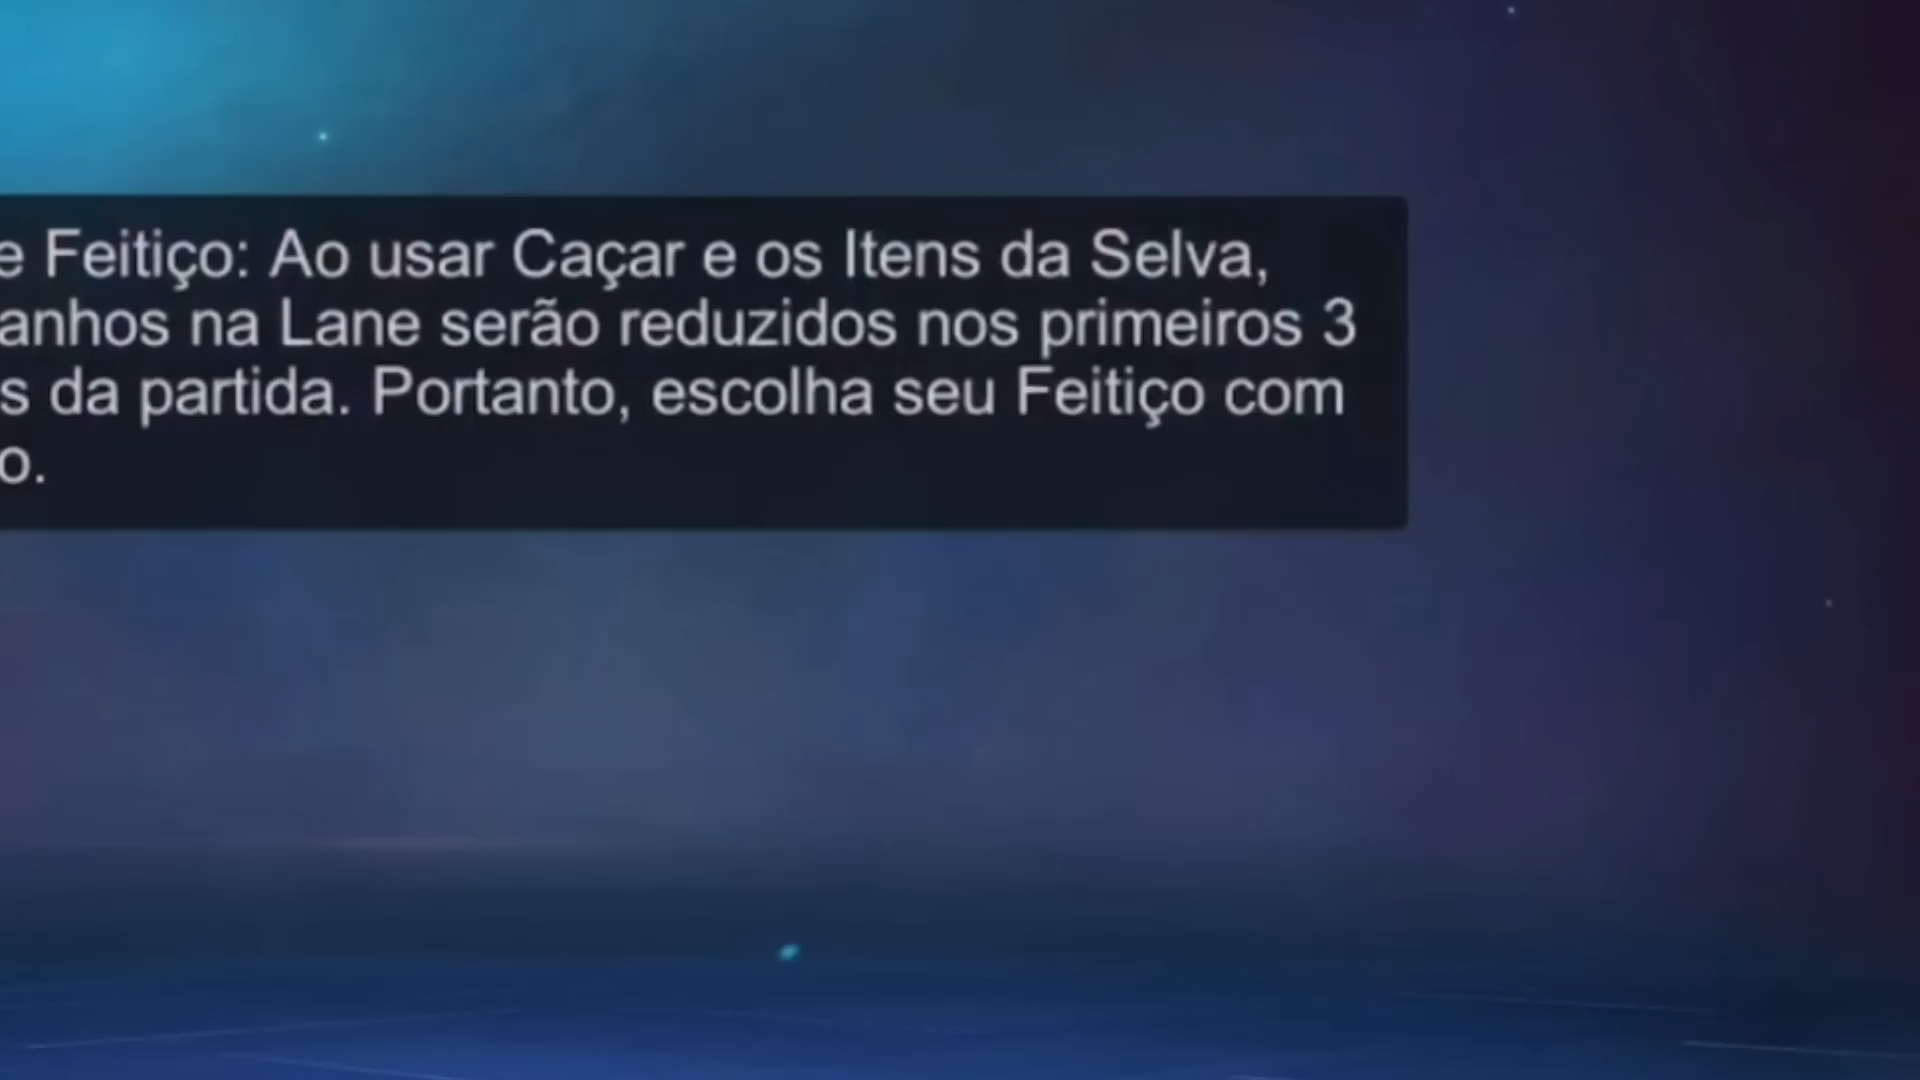 e Feitiço: Ao usar Caçar e os Itens da Selva,
anhos na Lane serão reduzidos nos primeiros 3
s da partida. Portanto, escolha seu Feitiço com
o.